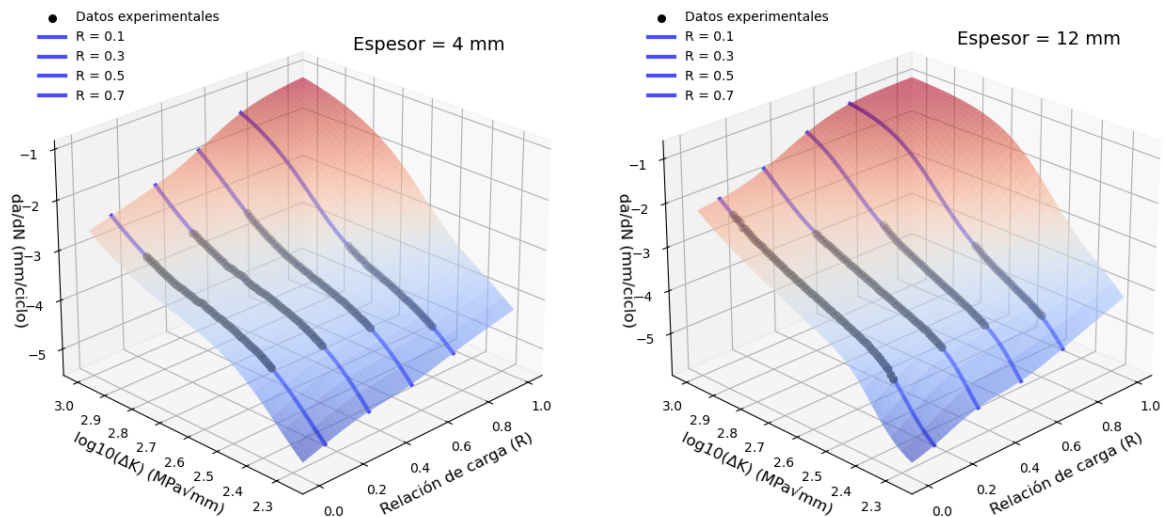 Datos experimentales
R = 0.1
R = 0.3
R = 0.5
R = 0.7
Espesor = 4 mm
−1
−2
−3
−4
−5
da/dN (mm/ciclo)
3.0
2.9
2.8
2.7
2.6
2.5
2.4
2.3
log10(ΔK) (MPa√mm)
0.0
0.2
0.4
0.6
0.8
1.0
Relación de carga (R)
Datos experimentales
R = 0.1
R = 0.3
R = 0.5
R = 0.7
Espesor = 12 mm
−1
−2
−3
−4
−5
da/dN (mm/ciclo)
3.0
2.9
2.8
2.7
2.6
2.5
2.4
2.3
log10(ΔK) (MPa√mm)
0.0
0.2
0.4
0.6
0.8
1.0
Relación de carga (R)